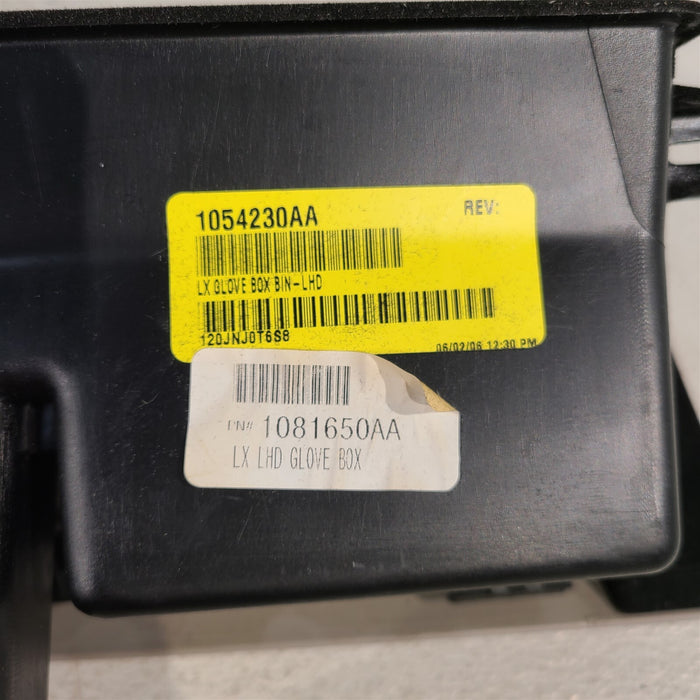 1054230AA REV:
LX GLOVE BOX BIN-LHD
120JNJ0T6S8
06/02/06 12:30 PM
PN# 1081650AA
LX LHD GLOVE BOX